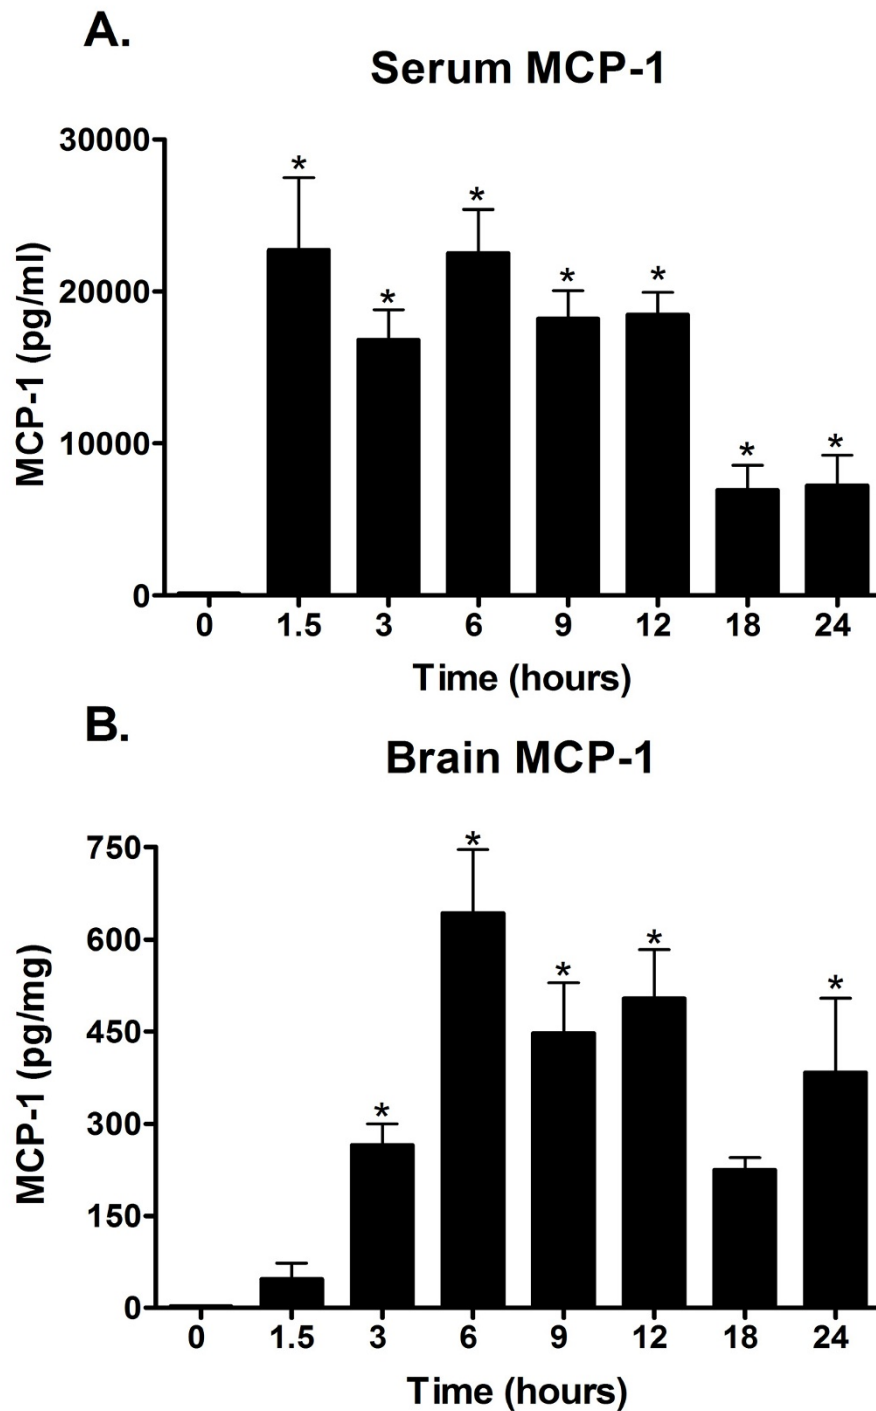 A.
Serum MCP-1
MCP-1 (pg/ml)
30000
20000
10000
0
* * * * * * *
0 1.5 3 6 9 12 18 24
Time (hours)
B.
Brain MCP-1
MCP-1 (pg/mg)
750
600
450
300
150
0
* * * * *
0 1.5 3 6 9 12 18 24
Time (hours)